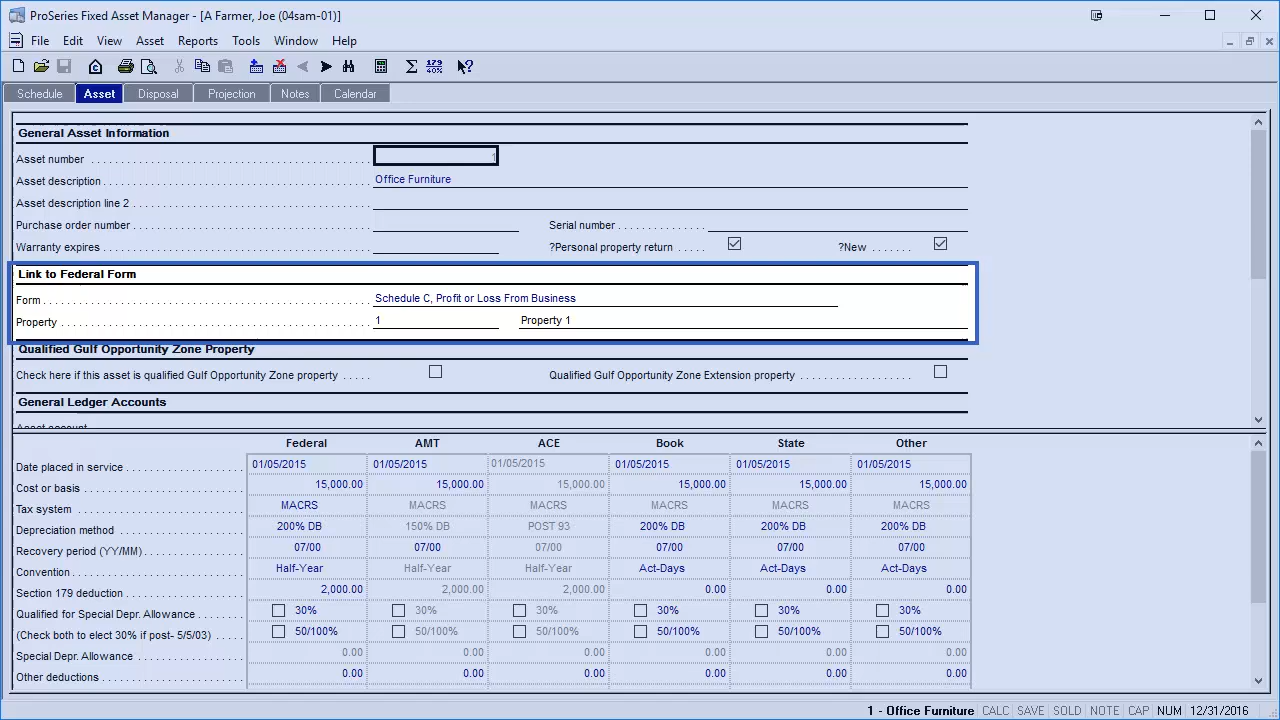 ProSeries Fixed Asset Manager - [A Farmer, Joe (04sam-01)]
File Edit View Asset Reports Tools Window Help
Schedule Asset Disposal Projection Notes Calendar
General Asset Information
Asset number 1
Asset description Office Furniture
Asset description line 2
Purchase order number Serial number
Warranty expires ?Personal property return ?New
Link to Federal Form
Form Schedule C, Profit or Loss From Business
Property 1 Property 1
Qualified Gulf Opportunity Zone Property
Check here if this asset is qualified Gulf Opportunity Zone property Qualified Gulf Opportunity Zone Extension property
General Ledger Accounts
Asset account
Federal AMT ACE Book State Other
Date placed in service 01/05/2015 01/05/2015 01/05/2015 01/05/2015 01/05/2015 01/05/2015
Cost or basis 15,000.00 15,000.00 15,000.00 15,000.00 15,000.00 15,000.00
Tax system MACRS MACRS MACRS MACRS MACRS MACRS
Depreciation method 200% DB 150% DB POST 93 200% DB 200% DB 200% DB
Recovery period (YY/MM) 07/00 07/00 07/00 07/00 07/00 07/00
Convention Half-Year Half-Year Half-Year Act-Days Act-Days Act-Days
Section 179 deduction 2,000.00 2,000.00 2,000.00 0.00 0.00 0.00
Qualified for Special Depr. Allowance 30% 30% 30% 30% 30% 30%
(Check both to elect 30% if post- 5/5/03) 50/100% 50/100% 50/100% 50/100% 50/100% 50/100%
Special Depr. Allowance 0.00 0.00 0.00 0.00 0.00 0.00
Other deductions 0.00 0.00 0.00 0.00 0.00 0.00
1 - Office Furniture CALC SAVE SOLD NOTE CAP NUM 12/31/2016